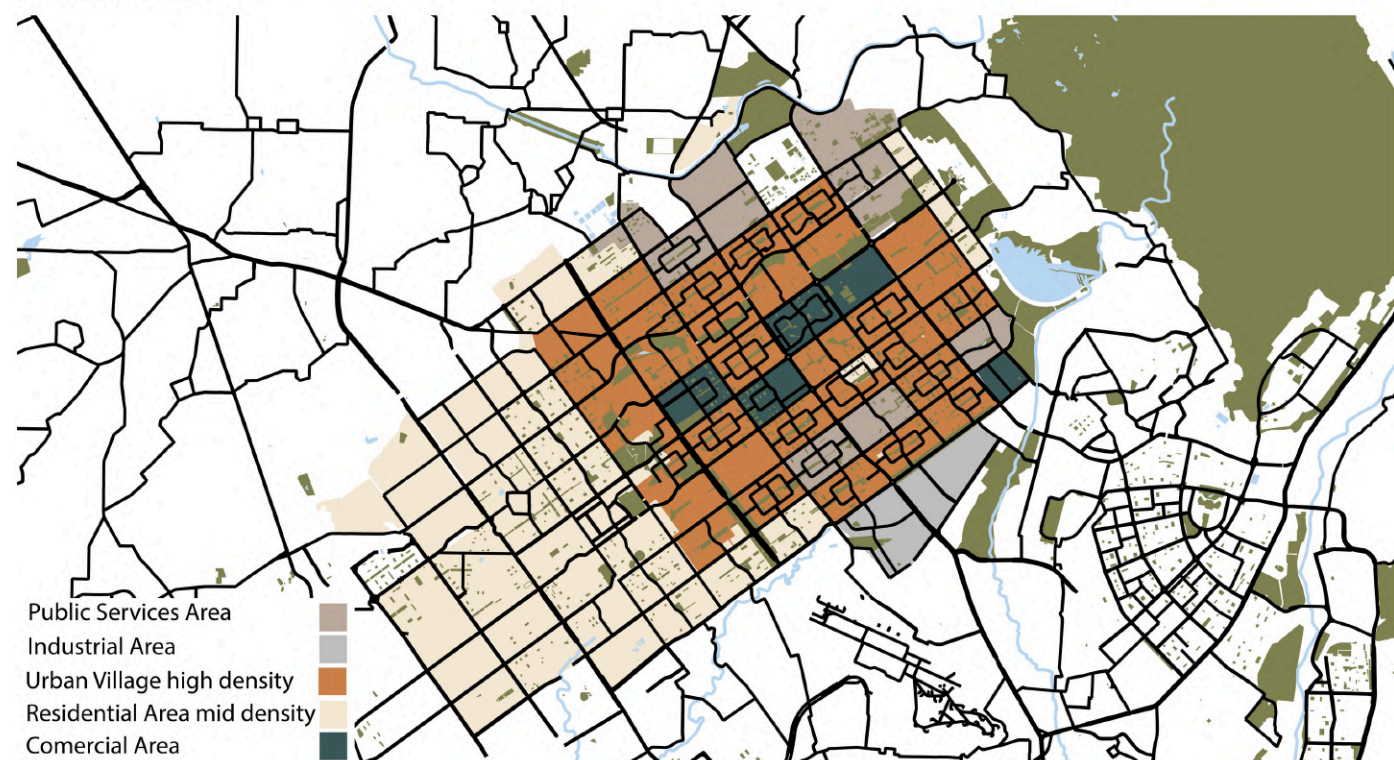 Public Services Area
Industrial Area
Urban Village high density
Residential Area mid density
Comercial Area